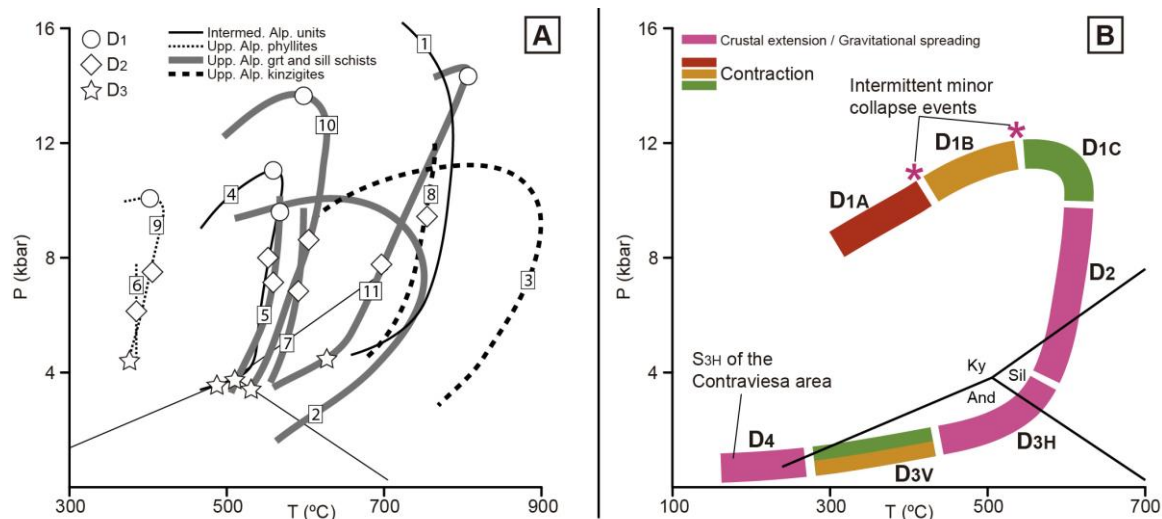 16
12
8
4
P (kbar)
300
500
700
900
T (ºC)
A
D1
D2
D3
Intermed. Alp. units
Upp. Alp. phyllites
Upp. Alp. grt and sill schists
Upp. Alp. kinzigites
1
10
4
8
9
3
6
11
5
7
2
16
12
8
4
P (kbar)
100
300
500
700
T (ºC)
B
Crustal extension / Gravitational spreading
Contraction
Intermittent minor
collapse events
*
*
D1B
D1C
D1A
D2
S3H of the
Contraviesa area
Ky
Sil
And
D4
D3V
D3H